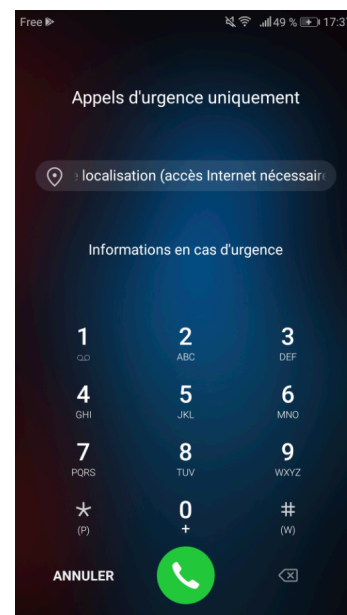 Free 49 % 17:37
Appels d'urgence uniquement
localisation (accès Internet nécessaire
Informations en cas d'urgence
1 2 3
ABC DEF
4 5 6
GHI JKL MNO
7 8 9
PQRS TUV WXYZ
* 0 #
(P) + (W)
ANNULER